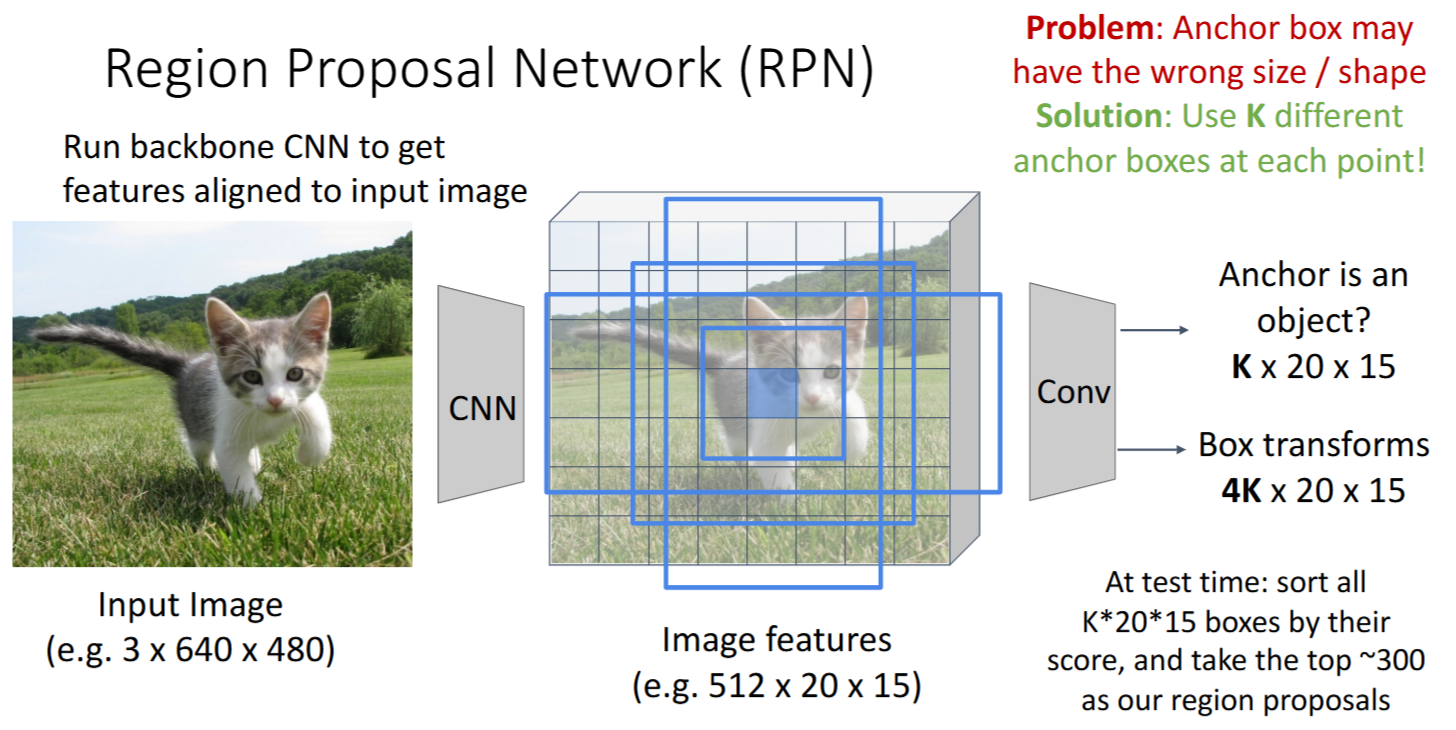 Region Proposal Network (RPN)
Problem: Anchor box may
have the wrong size / shape
Solution: Use K different
anchor boxes at each point!
Run backbone CNN to get
features aligned to input image
CNN
Conv
Anchor is an
object?
K x 20 x 15
Box transforms
4K x 20 x 15
Input Image
(e.g. 3 x 640 x 480)
Image features
(e.g. 512 x 20 x 15)
At test time: sort all
K*20*15 boxes by their
score, and take the top ~300
as our region proposals